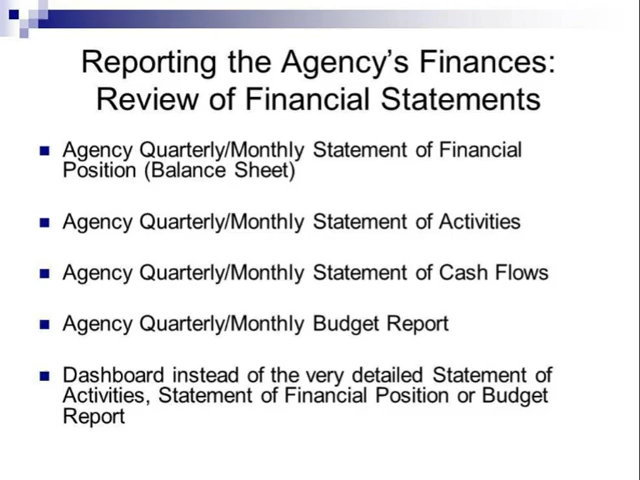 Reporting the Agency's Finances:
Review of Financial Statements
Agency Quarterly/Monthly Statement of Financial
Position (Balance Sheet)
Agency Quarterly/Monthly Statement of Activities
Agency Quarterly/Monthly Statement of Cash Flows
Agency Quarterly/Monthly Budget Report
Dashboard instead of the very detailed Statement of
Activities, Statement of Financial Position or Budget
Report